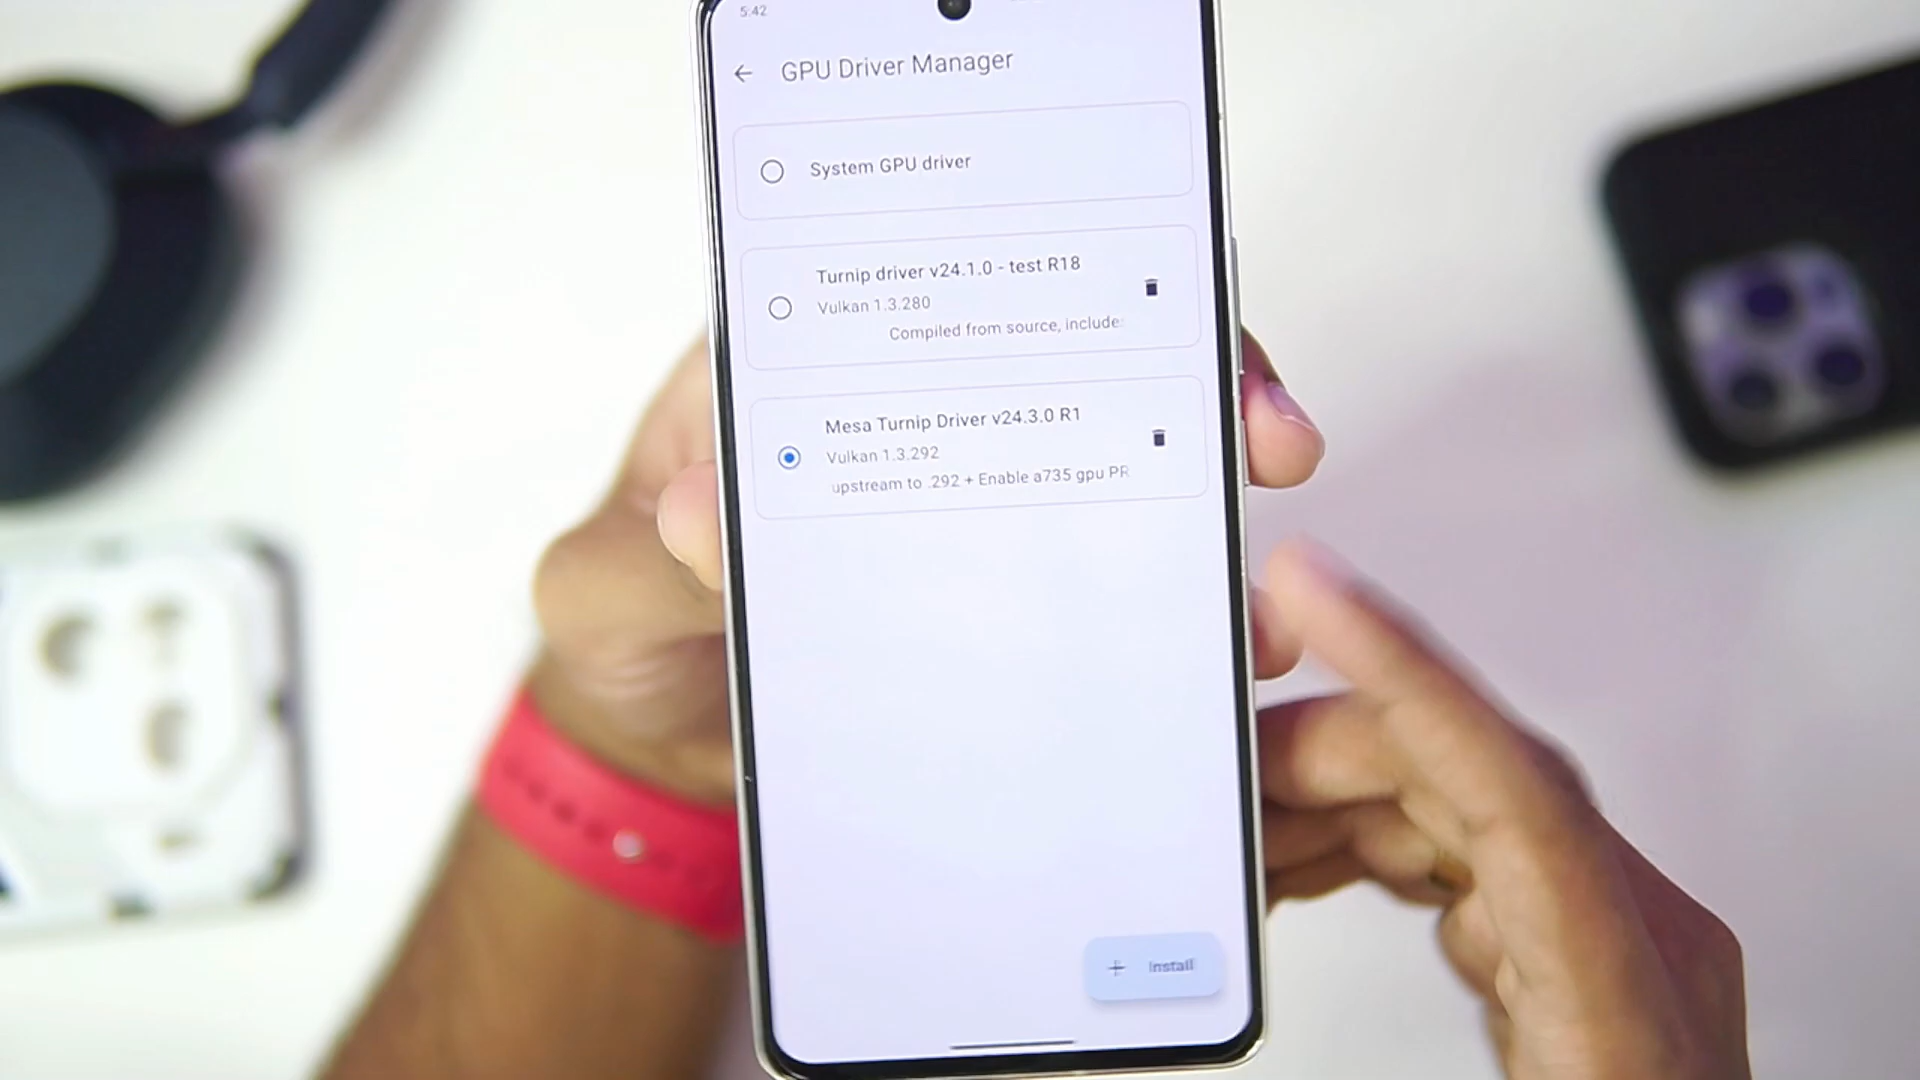 5:42
GPU Driver Manager
System GPU driver
Turnip driver v24.1.0 - test R18
Vulkan 1.3.280
Compiled from source, include
Mesa Turnip Driver v24.3.0 R1
Vulkan 1.3.292
upstream to .292 + Enable a735 gpu PR
Install